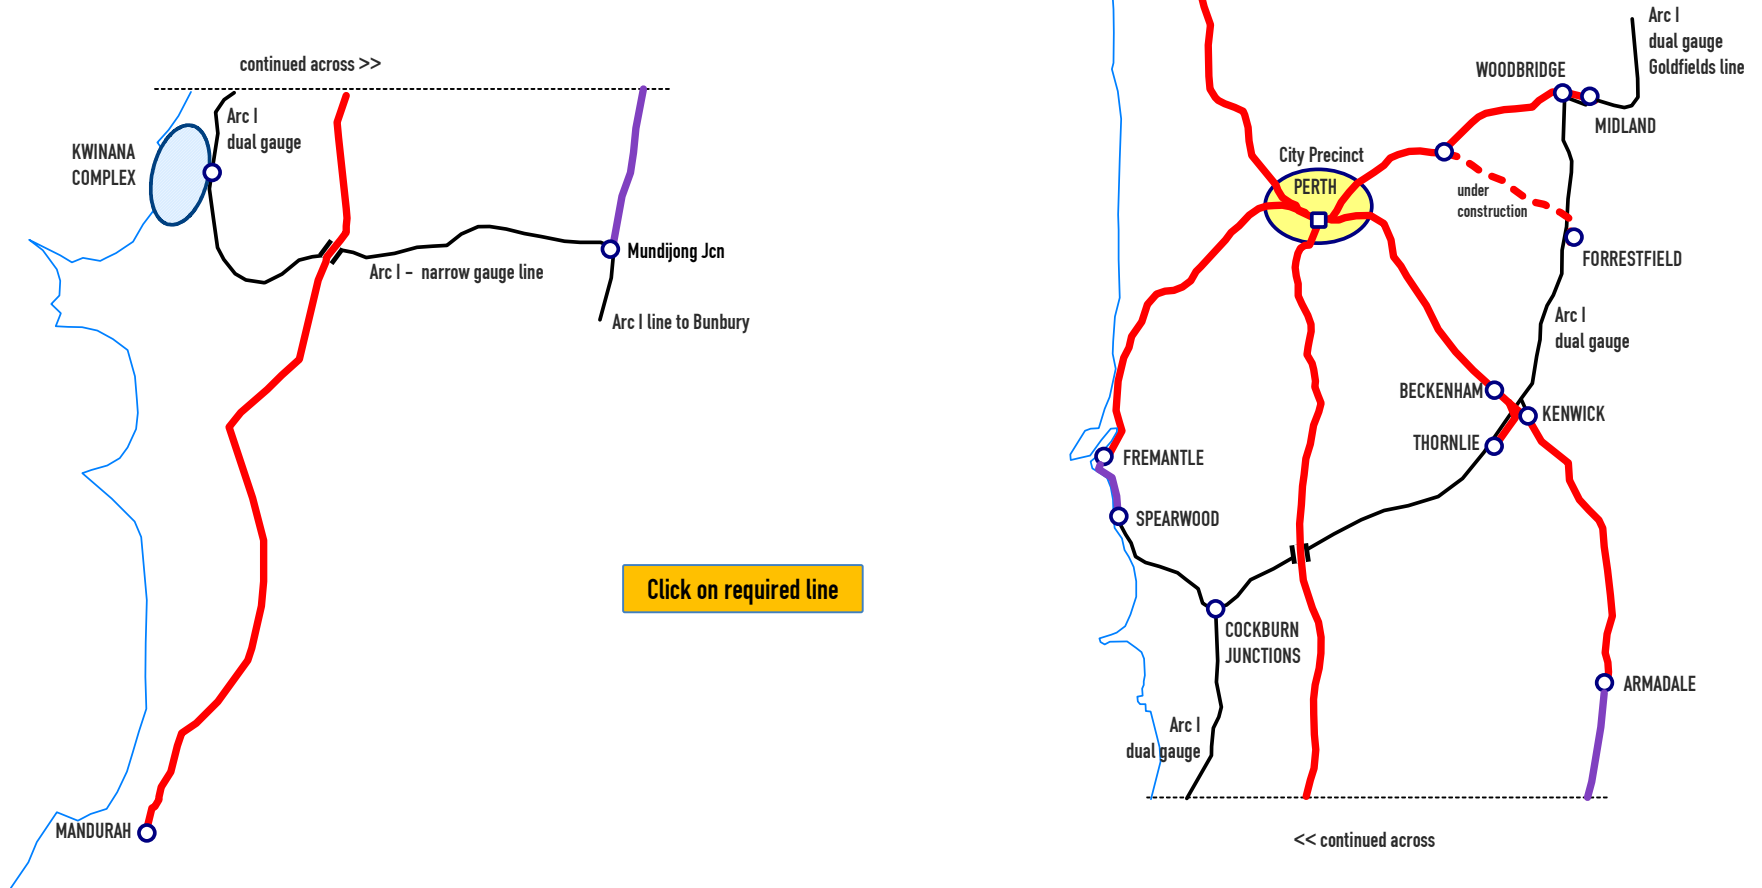 continued across >>
Arc I
dual gauge
KWINANA
COMPLEX
Mundijong Jcn
Arc I - narrow gauge line
Arc I line to Bunbury
Click on required line
MANDURAH
Arc I
dual gauge
Goldfields line
WOODBRIDGE
MIDLAND
City Precinct
PERTH
under
construction
FORRESTFIELD
Arc I
dual gauge
BECKENHAM
KENWICK
THORNLIE
FREMANTLE
SPEARWOOD
COCKBURN
JUNCTIONS
ARMADALE
Arc I
dual gauge
<< continued across